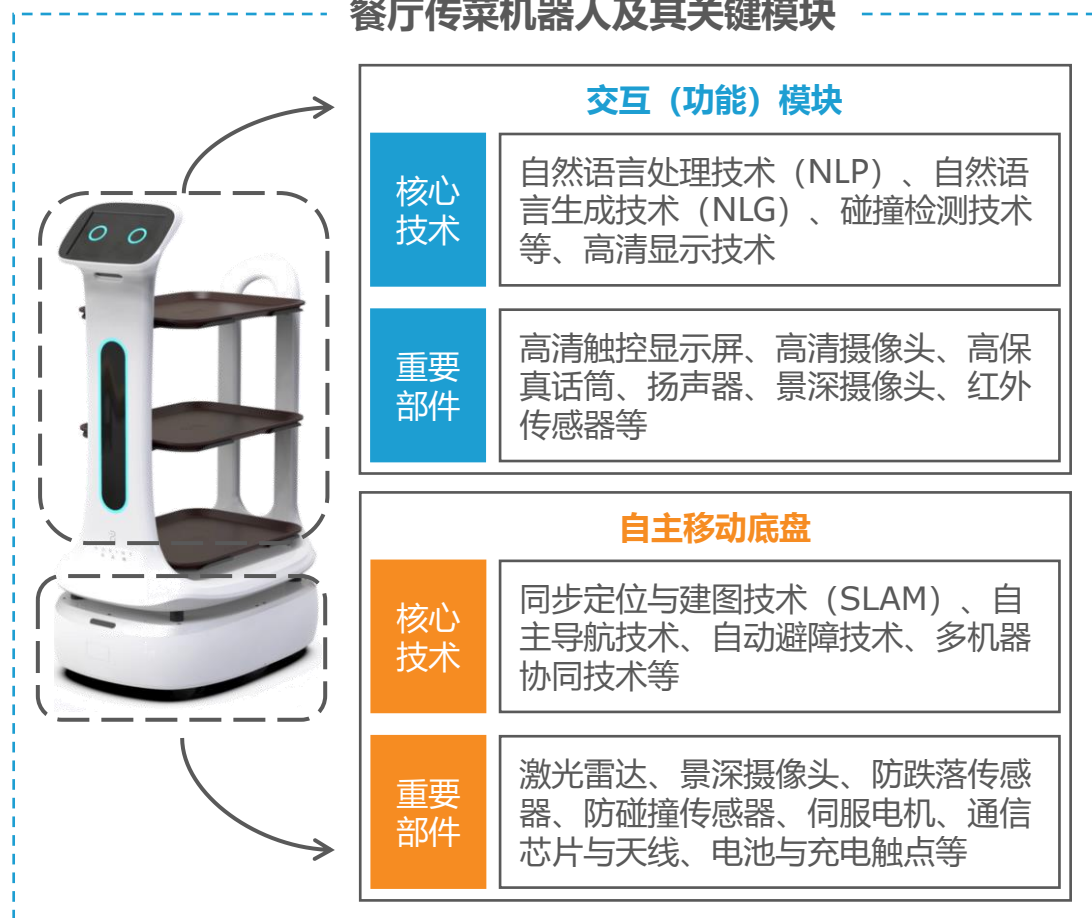 餐厅传菜机器人及其关键模块
交互（功能）模块
核心
技术
自然语言处理技术（NLP）、自然语
言生成技术（NLG）、碰撞检测技术
等、高清显示技术
重要
部件
高清触控显示屏、高清摄像头、高保
真话筒、扬声器、景深摄像头、红外
传感器等
自主移动底盘
核心
技术
同步定位与建图技术（SLAM）、自
主导航技术、自动避障技术、多机器
协同技术等
重要
部件
激光雷达、景深摄像头、防跌落传感
器、防碰撞传感器、伺服电机、通信
芯片与天线、电池与充电触点等